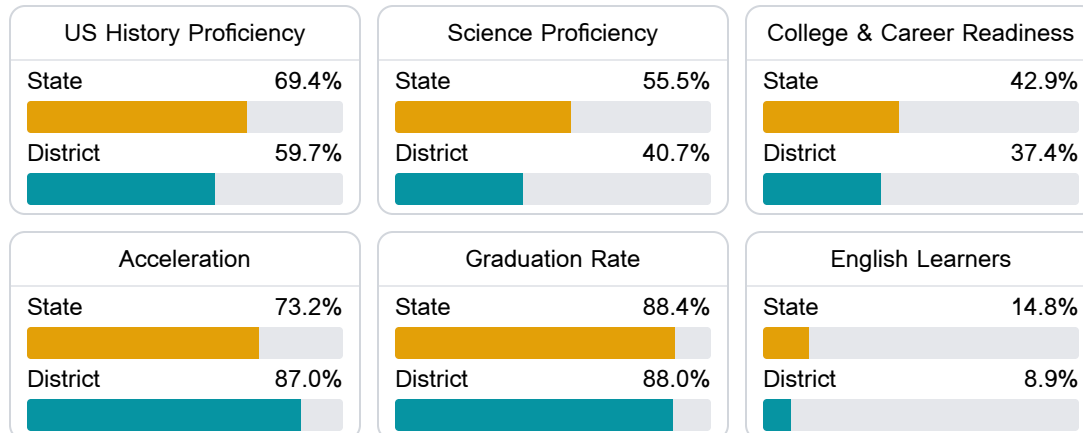 US History Proficiency
State 69.4%
District 59.7%
Science Proficiency
State 55.5%
District 40.7%
College & Career Readiness
State 42.9%
District 37.4%
Acceleration
State 73.2%
District 87.0%
Graduation Rate
State 88.4%
District 88.0%
English Learners
State 14.8%
District 8.9%